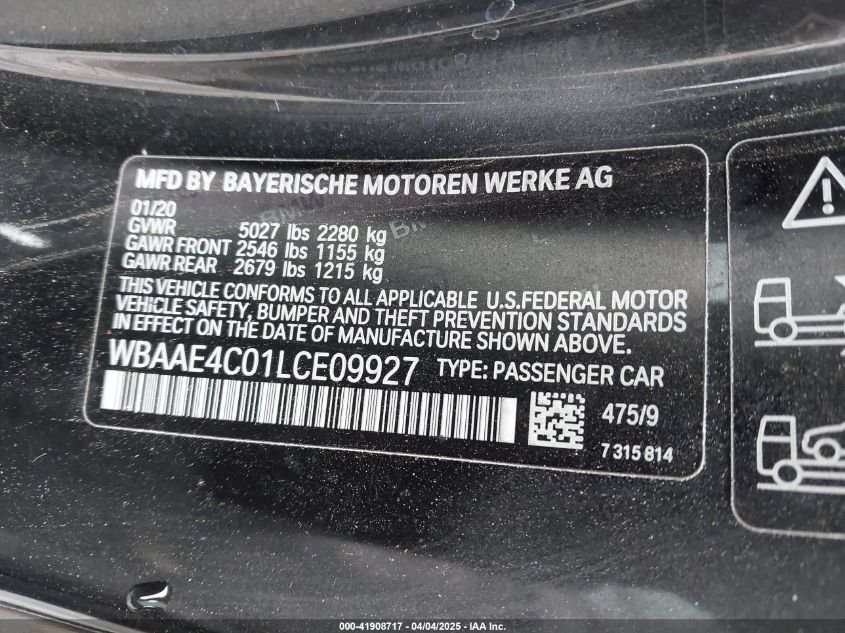 MFD BY BAYERISCHE MOTOREN WERKE AG
01/20
GVWR 5027 lbs 2280 kg
GAWR FRONT 2546 lbs 1155 kg
GAWR REAR 2679 lbs 1215 kg
THIS VEHICLE CONFORMS TO ALL APPLICABLE U.S.FEDERAL MOTOR
VEHICLE SAFETY, BUMPER AND THEFT PREVENTION STANDARDS
IN EFFECT ON THE DATE OF MANUFACTURE SHOWN ABOVE.
WBAAE4C01LCE09927 TYPE: PASSENGER CAR
475/9
7 315 814
000-41908717 - 04/04/2025 - IAA Inc.